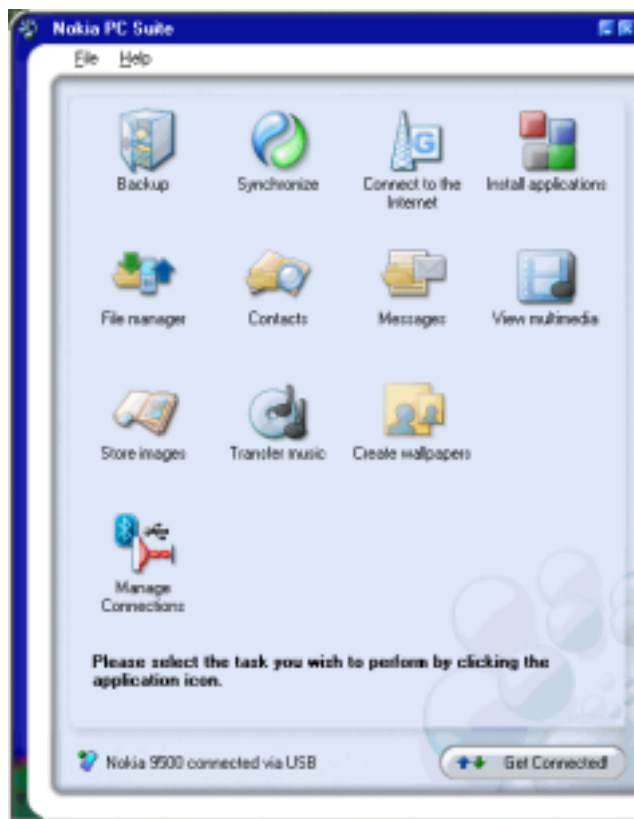 Nokia PC Suite
File Help
Backup
Synchronize
Connect to the
Internet
Install applications
File manager
Contacts
Messages
View multimedia
Store images
Transfer music
Create wallpapers
Manage
Connections
Please select the task you wish to perform by clicking the
application icon.
Nokia 9500 connected via USB
Get Connected!